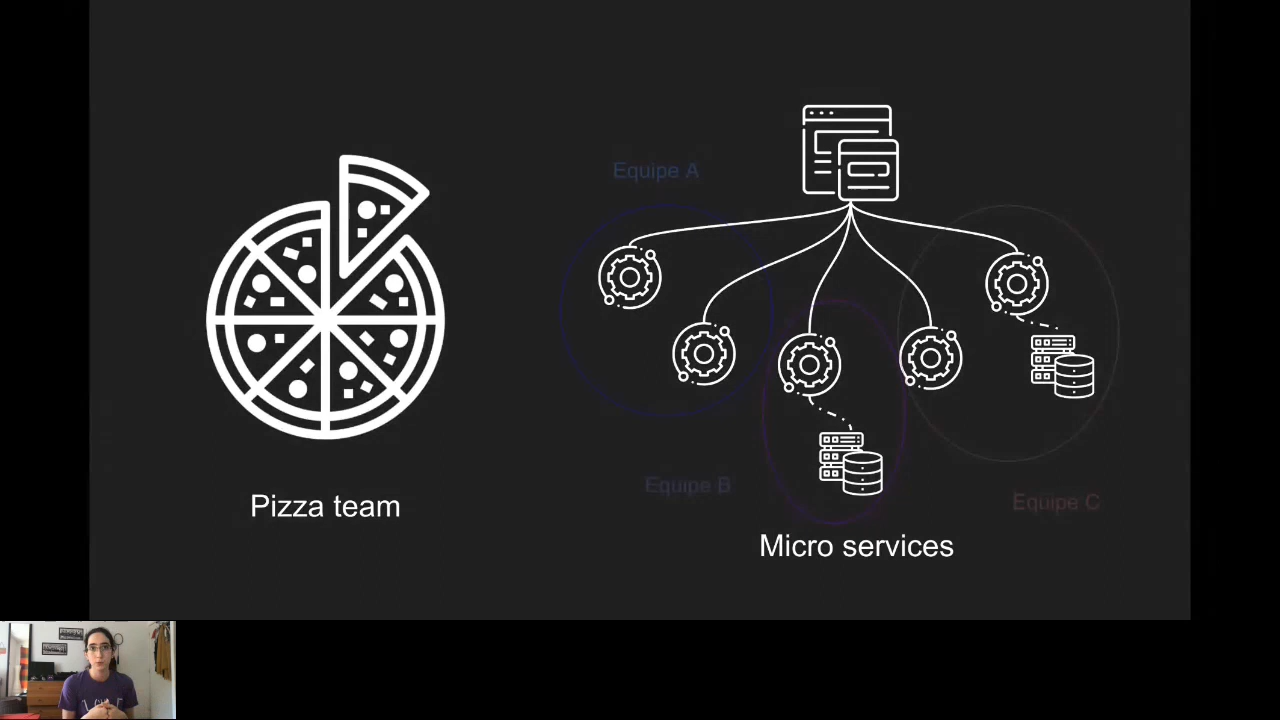 Equipe A
Equipe B
Equipe C
Pizza team
Micro services